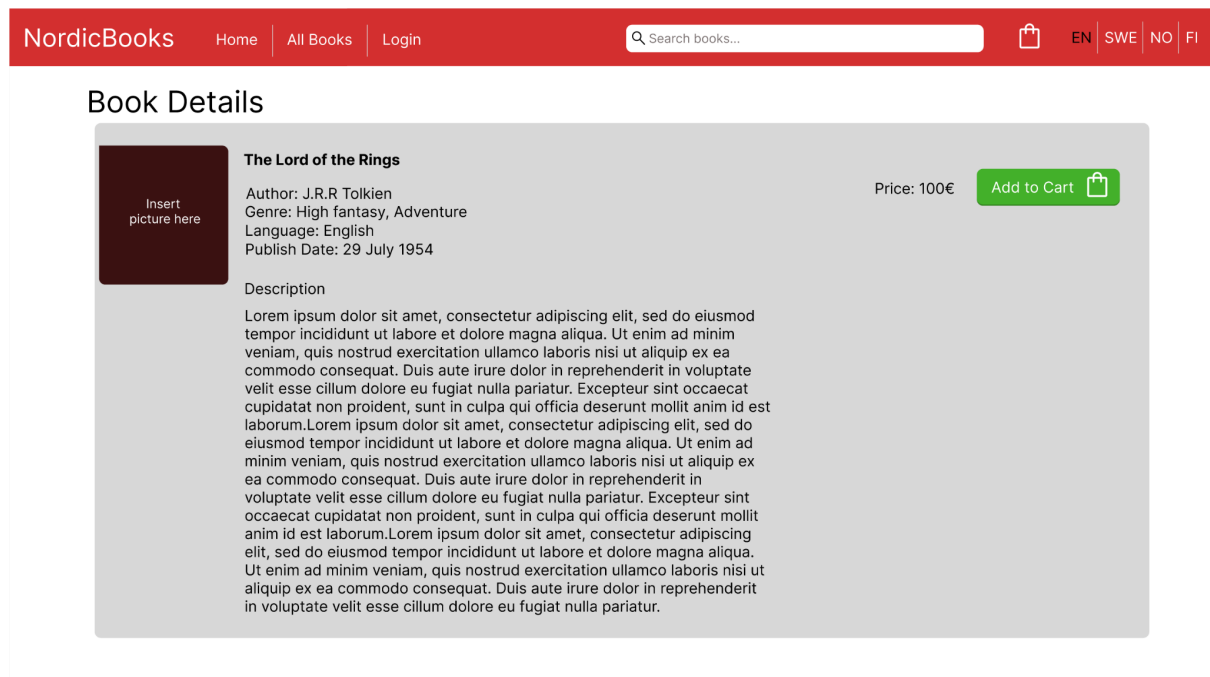 NordicBooks Home All Books Login Search books... EN SWE NO FI
Book Details
Insert
picture here
The Lord of the Rings
Author: J.R.R Tolkien
Genre: High fantasy, Adventure
Language: English
Publish Date: 29 July 1954
Price: 100€ Add to Cart
Description
Lorem ipsum dolor sit amet, consectetur adipiscing elit, sed do eiusmod
tempor incididunt ut labore et dolore magna aliqua. Ut enim ad minim
veniam, quis nostrud exercitation ullamco laboris nisi ut aliquip ex ea
commodo consequat. Duis aute irure dolor in reprehenderit in voluptate
velit esse cillum dolore eu fugiat nulla pariatur. Excepteur sint occaecat
cupidatat non proident, sunt in culpa qui officia deserunt mollit anim id est
laborum.Lorem ipsum dolor sit amet, consectetur adipiscing elit, sed do
eiusmod tempor incididunt ut labore et dolore magna aliqua. Ut enim ad
minim veniam, quis nostrud exercitation ullamco laboris nisi ut aliquip ex
ea commodo consequat. Duis aute irure dolor in reprehenderit in
voluptate velit esse cillum dolore eu fugiat nulla pariatur. Excepteur sint
occaecat cupidatat non proident, sunt in culpa qui officia deserunt mollit
anim id est laborum.Lorem ipsum dolor sit amet, consectetur adipiscing
elit, sed do eiusmod tempor incididunt ut labore et dolore magna aliqua.
Ut enim ad minim veniam, quis nostrud exercitation ullamco laboris nisi ut
aliquip ex ea commodo consequat. Duis aute irure dolor in reprehenderit
in voluptate velit esse cillum dolore eu fugiat nulla pariatur.